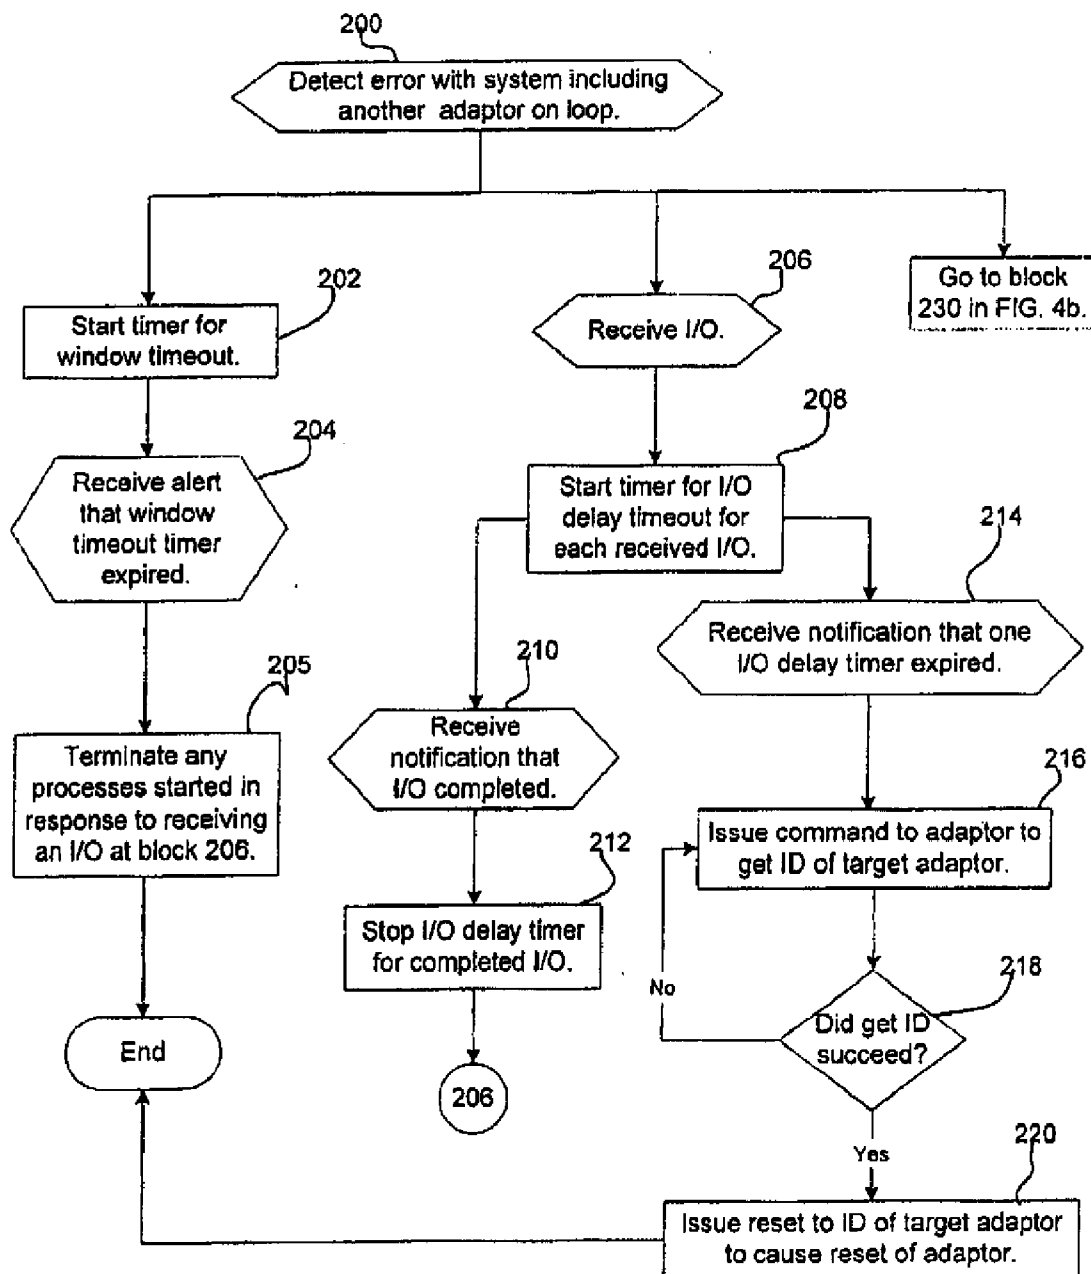 200
Detect error with system including
another adaptor on loop.
202
Start timer for
window timeout.
206
Receive I/O.
Go to block
230 in FIG. 4b.
204
Receive alert
that window
timeout timer
expired.
208
Start timer for I/O
delay timeout for
each received I/O.
214
Receive notification that one
I/O delay timer expired.
205
Terminate any
processes started in
response to receiving
an I/O at block 206.
210
Receive
notification that
I/O completed.
216
Issue command to adaptor to
get ID of target adaptor.
212
Stop I/O delay timer
for completed I/O.
218
Did get ID
succeed?
No
End
206
Yes
220
Issue reset to ID of target adaptor
to cause reset of adaptor.